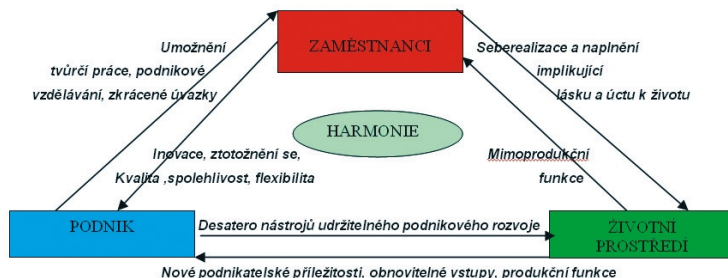 ZAMĚSTNANCI
Umožnění
tvůrčí práce, podnikové
vzdělávání, zkrácené úvazky
Seberealizace a naplnění
implikující
lásku a úctu k životu
HARMONIE
Inovace, ztotožnění se,
Kvalita ,spolehlivost, flexibilita
Mimoprodukční
funkce
PODNIK
Desatero nástrojů udržitelného podnikového rozvoje
ŽIVOTNÍ
PROSTŘEDÍ
Nové podnikatelské příležitosti, obnovitelné vstupy, produkční funkce